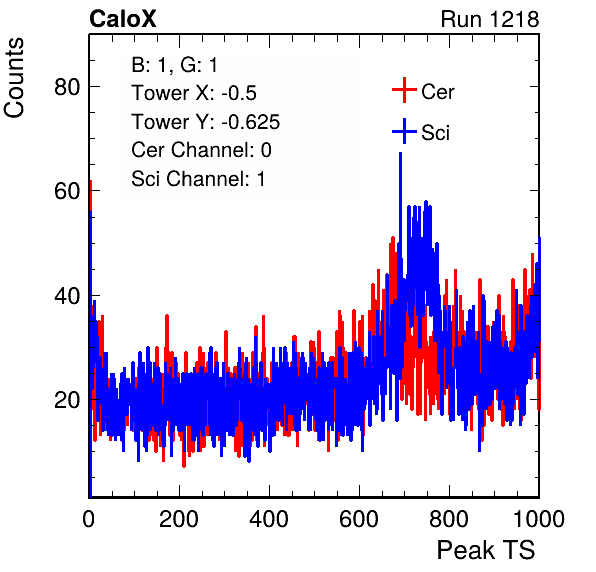 CaloX Run 1218
Counts
B: 1, G: 1
Tower X: -0.5
Tower Y: -0.625
Cer Channel: 0
Sci Channel: 1
Cer
Sci
80
60
40
20
0 200 400 600 800 1000
Peak TS